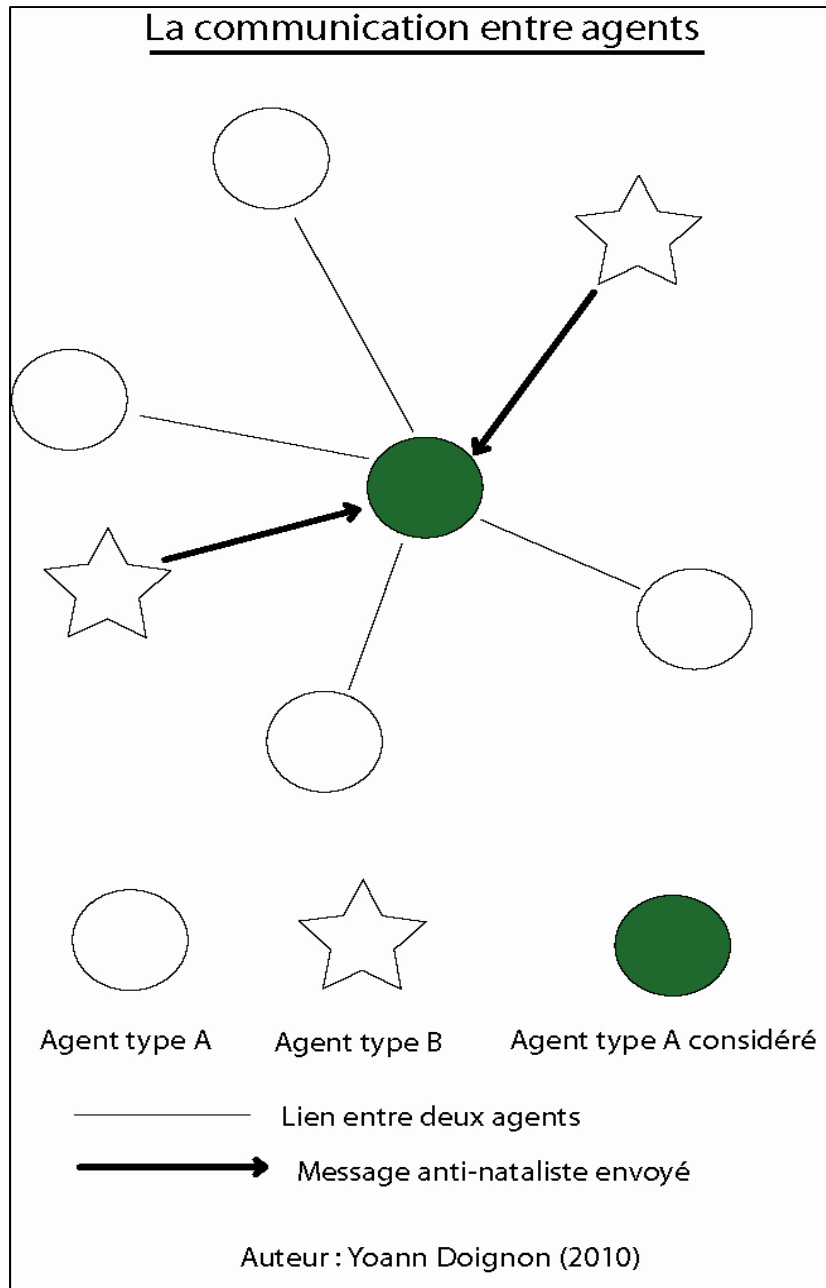 La communication entre agents
Agent type A
Agent type B
Agent type A considéré
Lien entre deux agents
Message anti-nataliste envoyé
Auteur : Yoann Doignon (2010)